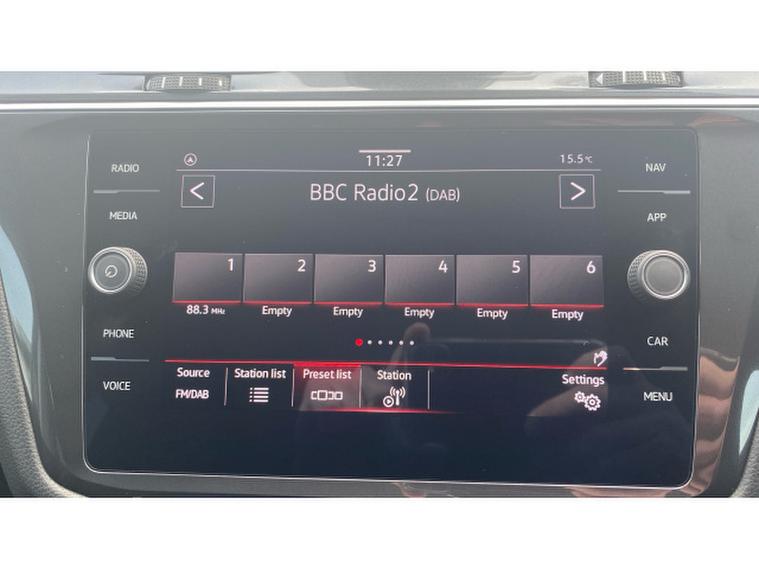 RADIO
MEDIA
PHONE
VOICE
11:27
15.5°C
< BBC Radio2 (DAB) >
1 2 3 4 5 6
88.3 MHz Empty Empty Empty Empty Empty
Source Station list Preset list Station Settings
FM/DAB
NAV
APP
CAR
MENU